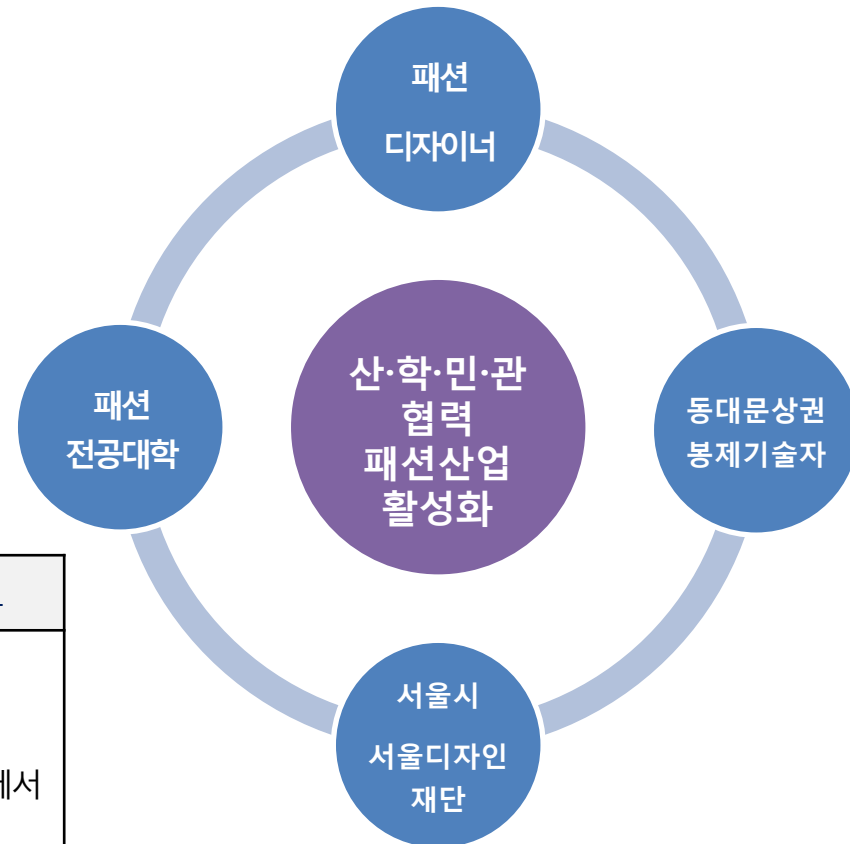 패션
디자이너
패션
전공대학
산·학·민·관
협력
패션산업
활성화
동대문상권
봉제기술자
서울시
서울디자인
재단
에서